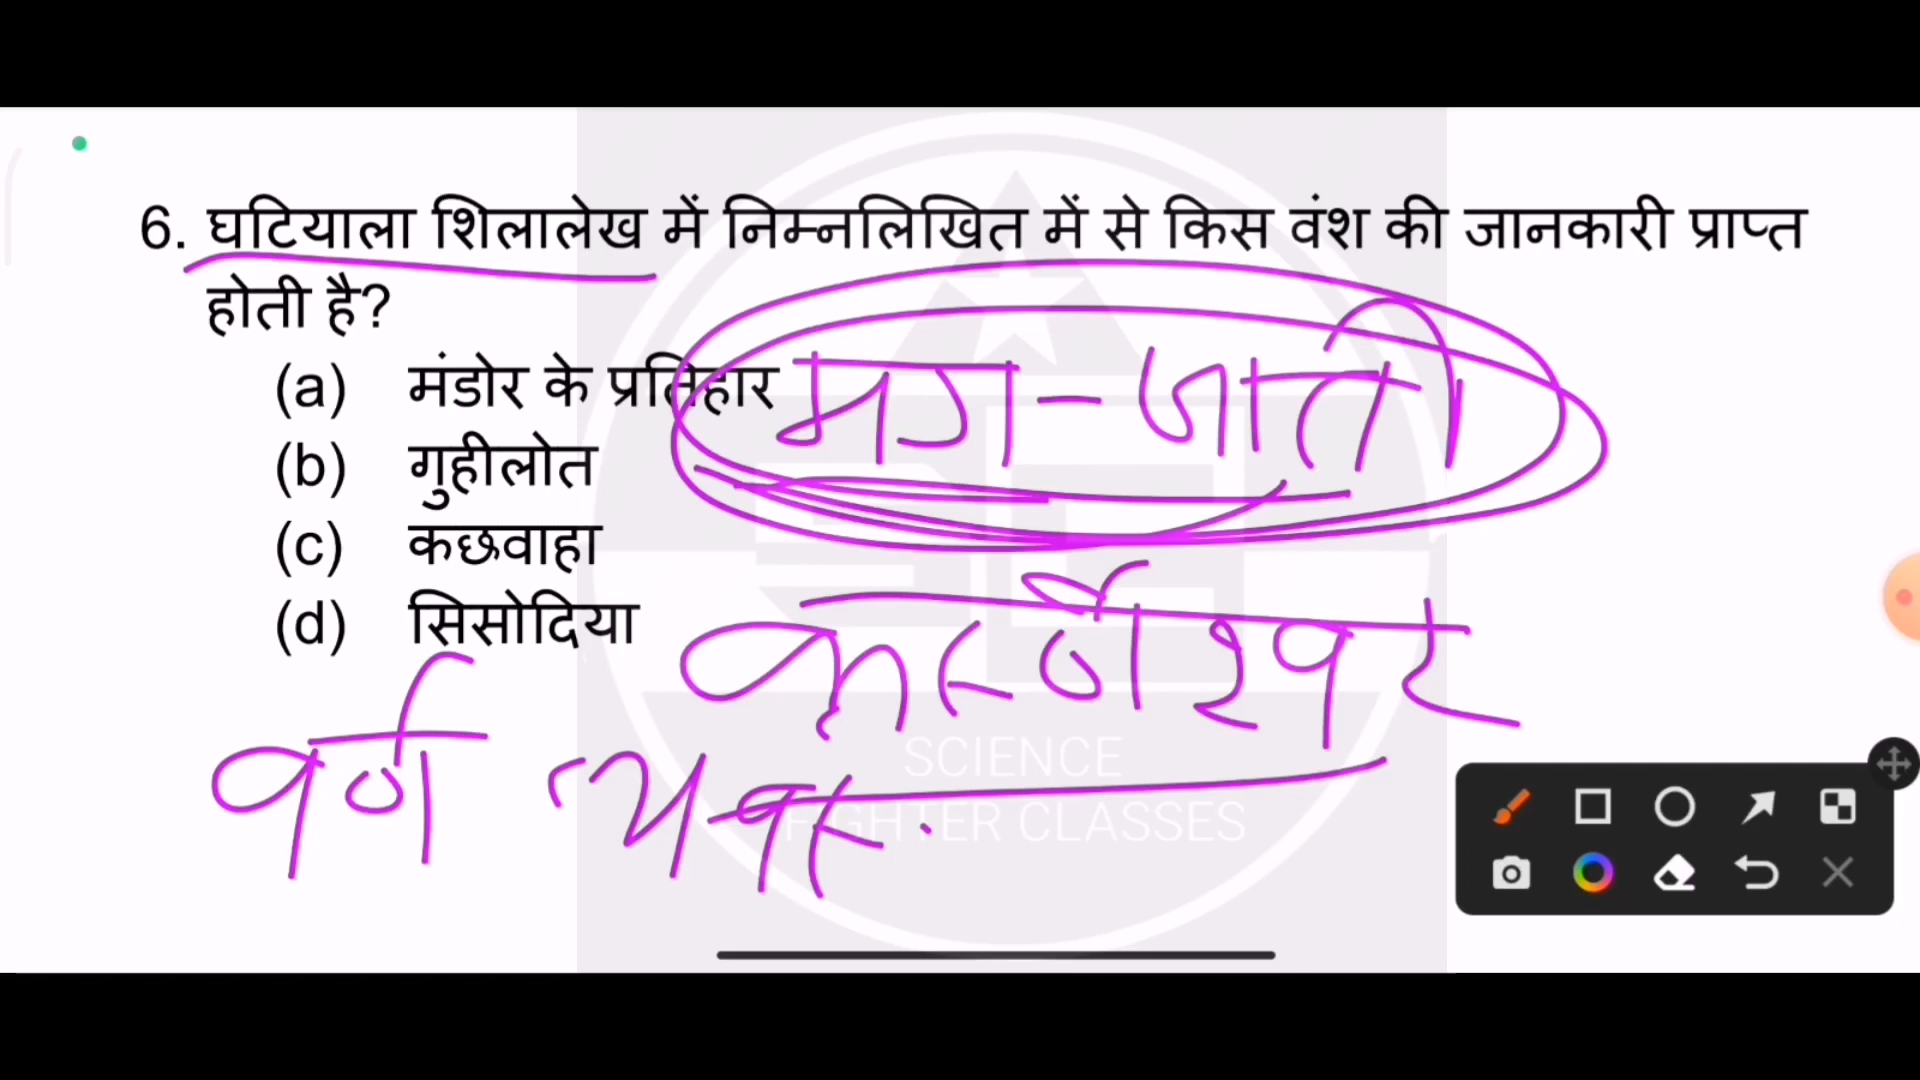 6. घटियाला शिलालेख में निम्नलिखित में से किस वंश की जानकारी प्राप्त
होती है?
(a) मंडोर के प्रतिहार
मग - जाति
(b) गुहीलोत
(c) कछवाहा
(d) सिसोदिया
वर्ण व्यवस्
SCIENCE
FIGHTER CLASSES